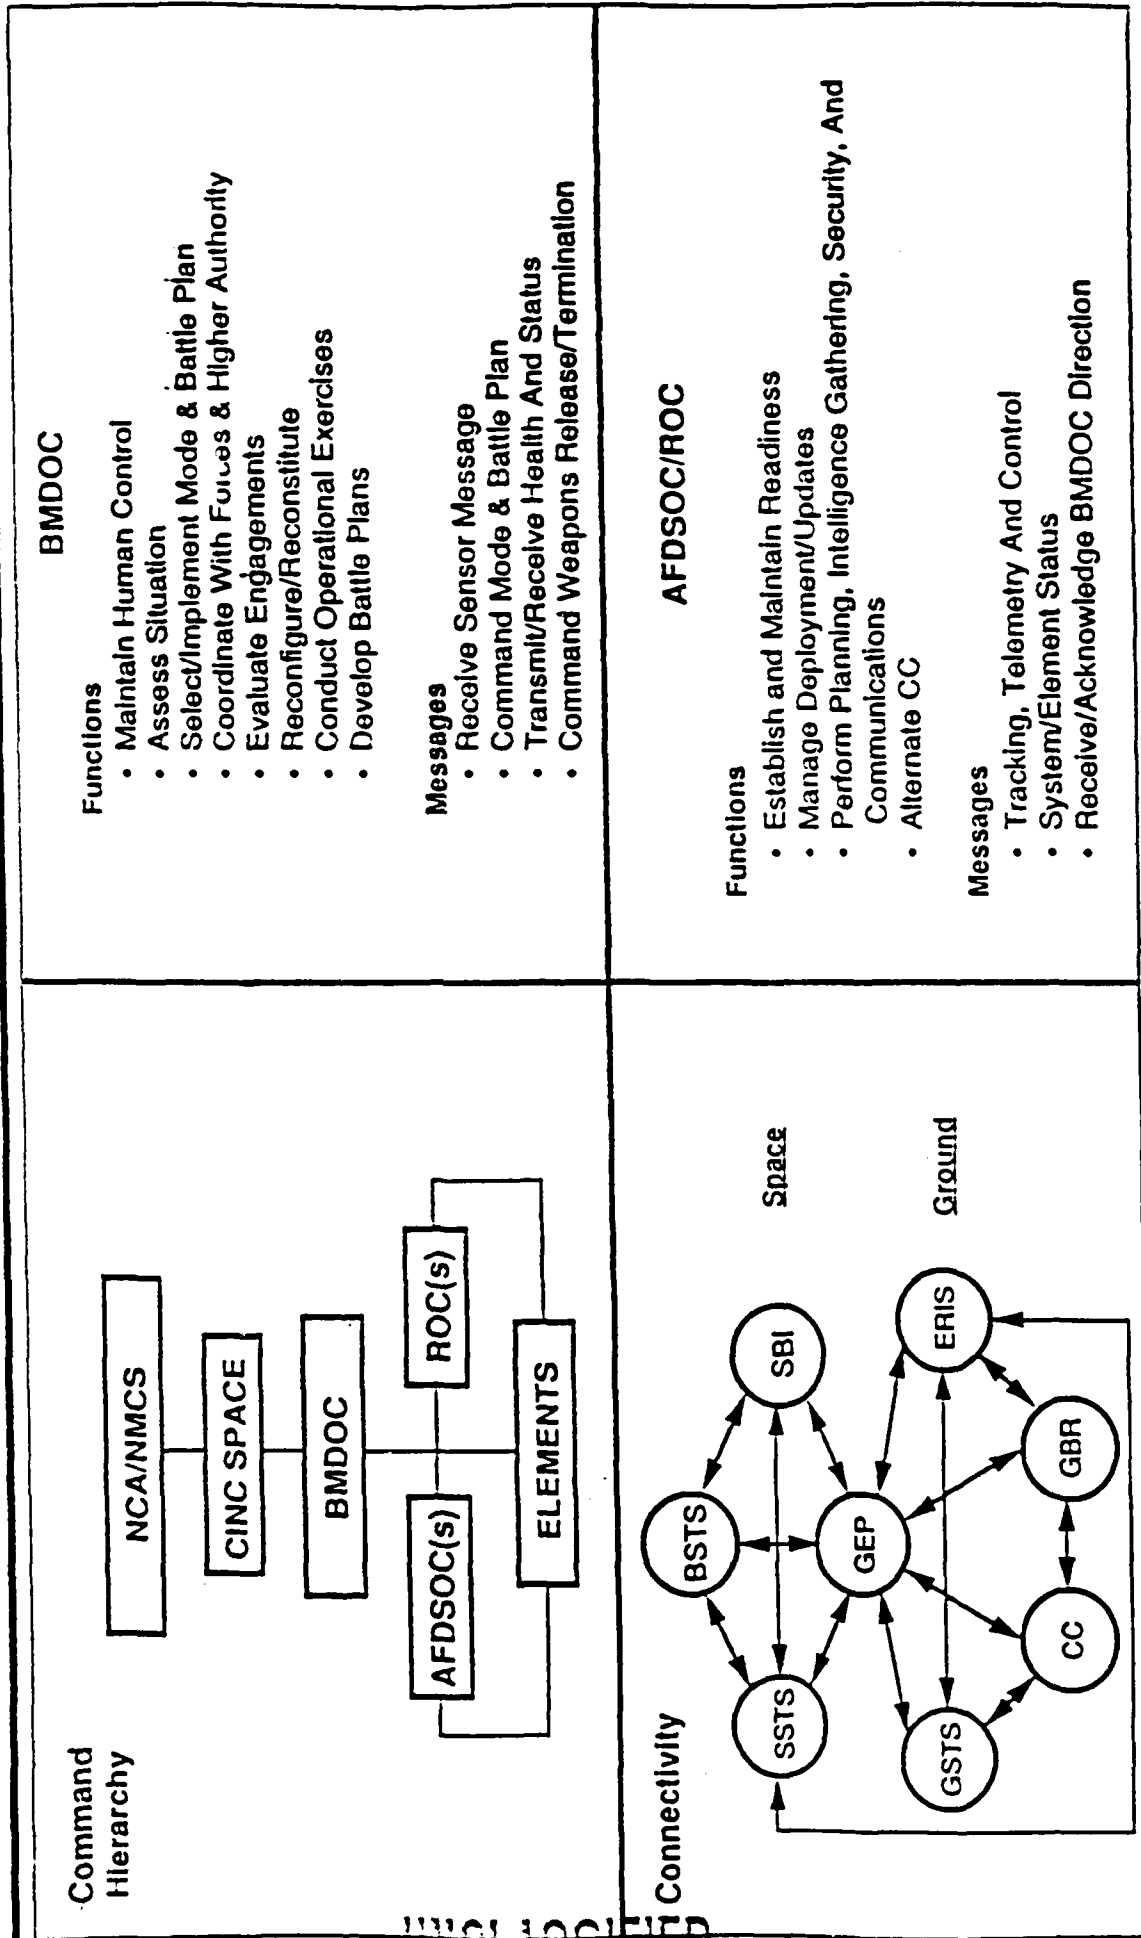 Command
Hierarchy
NCA/NMCS
CINC SPACE
BMDOC
AFDSOC(s)
ROC(s)
ELEMENTS
BMDOC
Functions
• Maintain Human Control
• Assess Situation
• Select/Implement Mode & Battle Plan
• Coordinate With Forces & Higher Authority
• Evaluate Engagements
• Reconfigure/Reconstitute
• Conduct Operational Exercises
• Develop Battle Plans
Messages
• Receive Sensor Message
• Command Mode & Battle Plan
• Transmit/Receive Health And Status
• Command Weapons Release/Termination
Connectivity
Space
BSTS
SSTS
SBI
GEP
Ground
GSTS
ERIS
CC
GBR
AFDSOC/ROC
Functions
• Establish and Maintain Readiness
• Manage Deployment/Updates
• Perform Planning, Intelligence Gathering, Security, And
Communications
• Alternate CC
Messages
• Tracking, Telemetry And Control
• System/Element Status
• Receive/Acknowledge BMDOC Direction